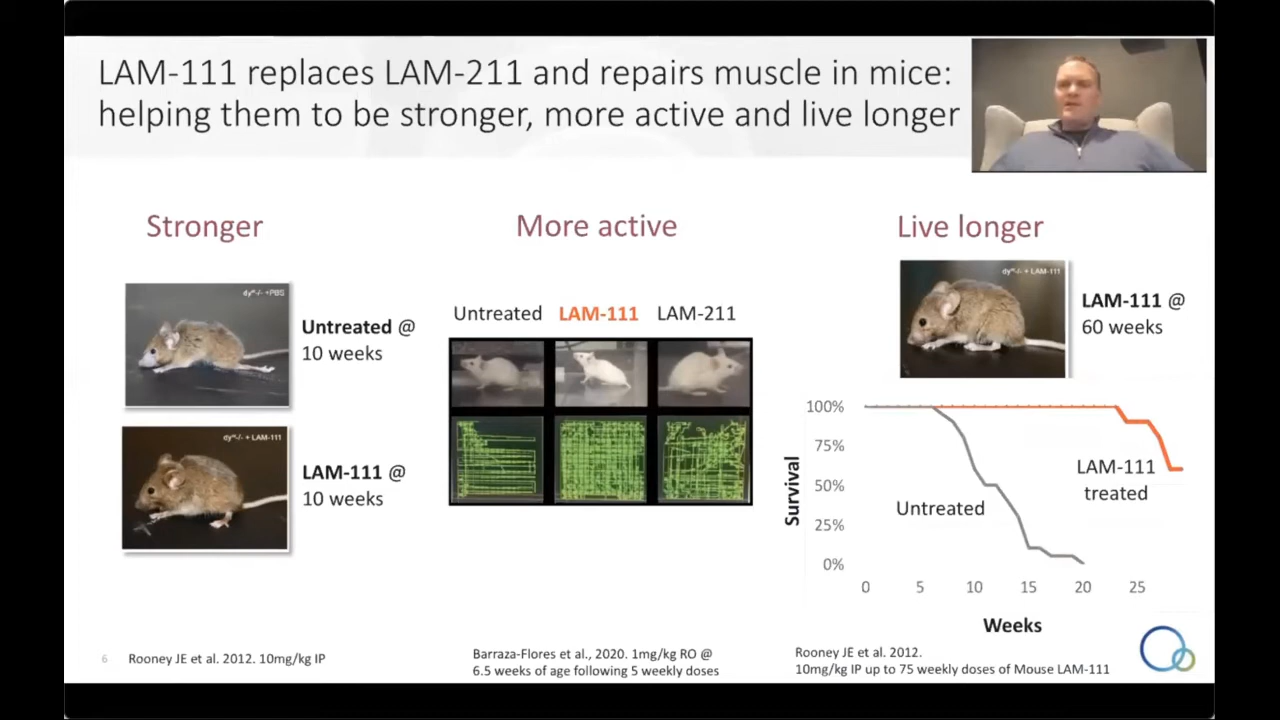 LAM-111 replaces LAM-211 and repairs muscle in mice:
helping them to be stronger, more active and live longer
Stronger
dyᵂ-/- +PBS
Untreated @
10 weeks
dyᵂ-/- + LAM-111
LAM-111 @
10 weeks
More active
Untreated LAM-111 LAM-211
Live longer
dyᵂ-/- + LAM-111
LAM-111 @
60 weeks
Survival
100%
75%
50%
25%
0%
LAM-111
treated
Untreated
0 5 10 15 20 25
Weeks
6 Rooney JE et al. 2012. 10mg/kg IP
Barraza-Flores et al., 2020. 1mg/kg RO @
6.5 weeks of age following 5 weekly doses
Rooney JE et al. 2012.
10mg/kg IP up to 75 weekly doses of Mouse LAM-111